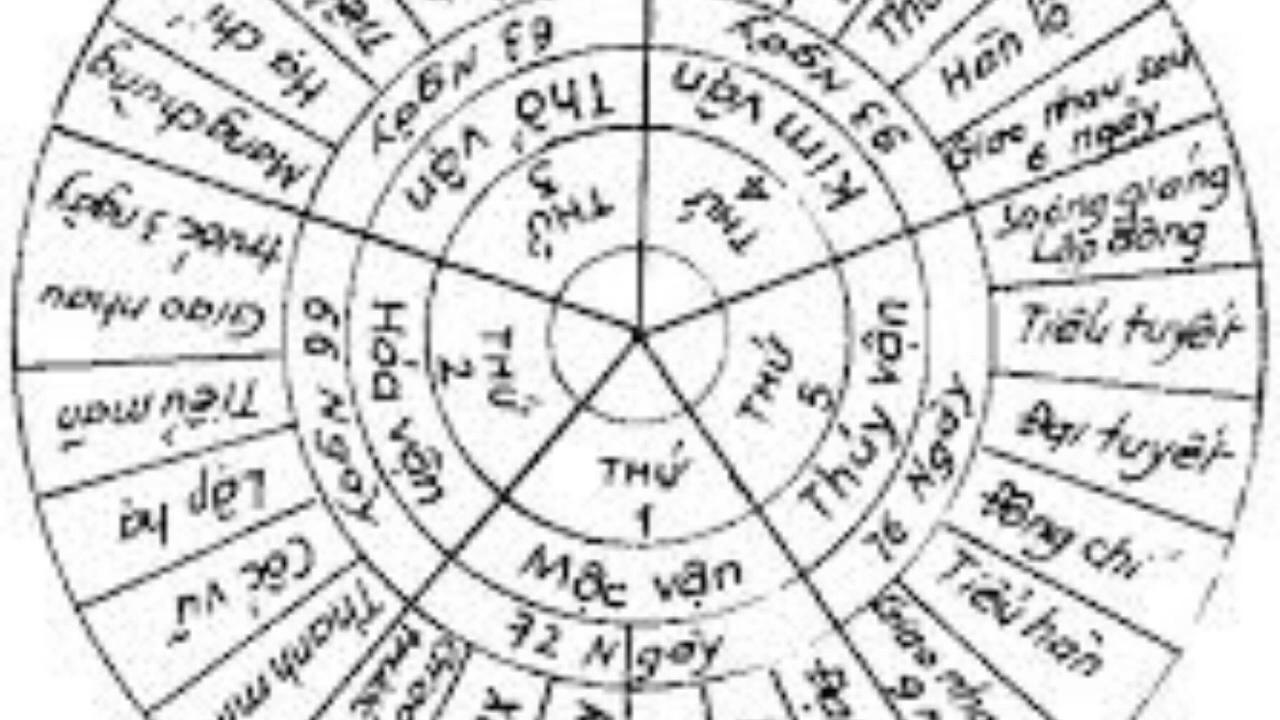 THỨ
1
Mộc vận
72 Ngày
THỨ
2
Hỏa vận
66 Ngày
THỨ
3
Thổ vận
63 Ngày
THỨ
4
Kim vận
93 Ngày
THỨ
5
Thủy vận
76 Ngày
Thanh m
Cốc vũ
Lập hạ
Tiểu mãn
Giao nhau
trước 3 ngày
Mang chủng
Hạ chí
Hàn lộ
Giao nhau sau
6 ngày
Sương giáng
Lập đông
Tiểu tuyết
Đại tuyết
Đông chí
Tiểu hàn